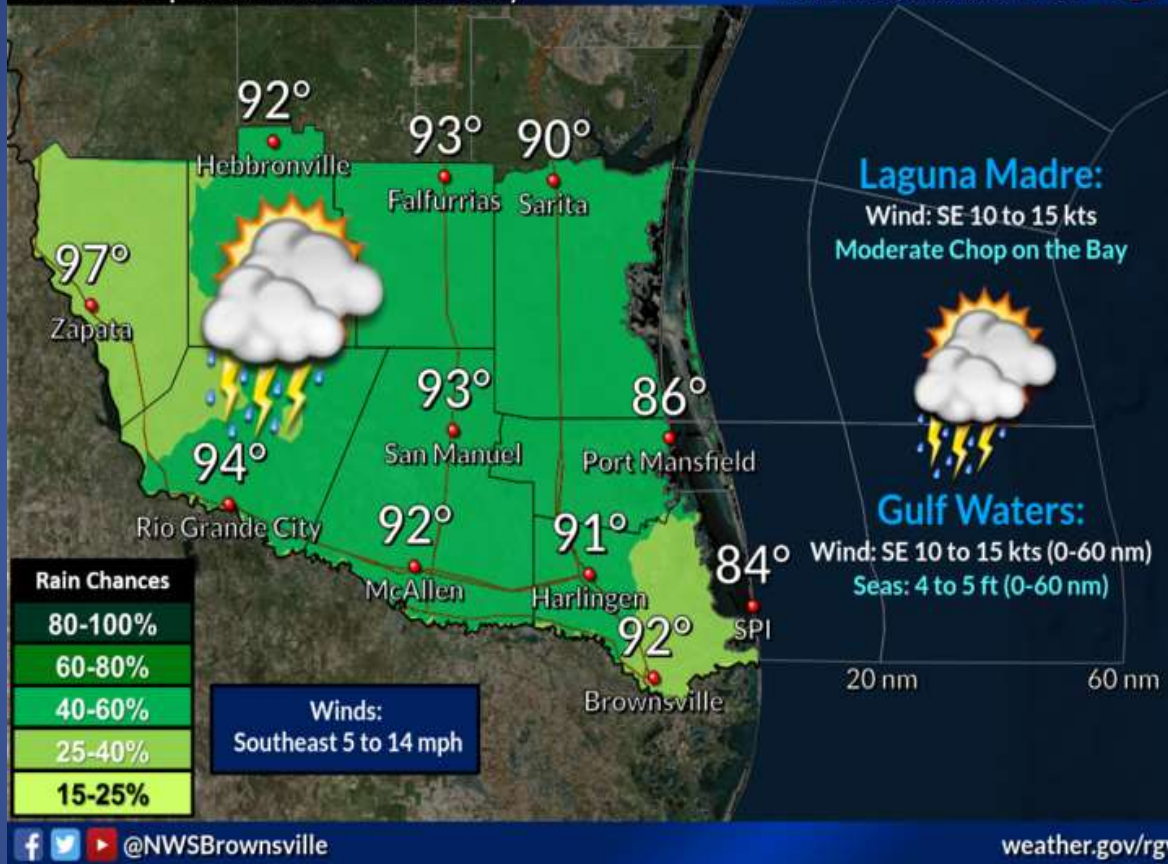 92°
Hebbronville
93°
Falfurrias
90°
Sarita
97°
Zapata
94°
Rio Grande City
93°
San Manuel
86°
Port Mansfield
92°
McAllen
91°
Harlingen
84°
SPI
92°
Brownsville
Laguna Madre:
Wind: SE 10 to 15 kts
Moderate Chop on the Bay
Gulf Waters:
Wind: SE 10 to 15 kts (0-60 nm)
Seas: 4 to 5 ft (0-60 nm)
20 nm
60 nm
Rain Chances
80-100%
60-80%
40-60%
25-40%
15-25%
Winds:
Southeast 5 to 14 mph
@NWSBrownsville
weather.gov/rg